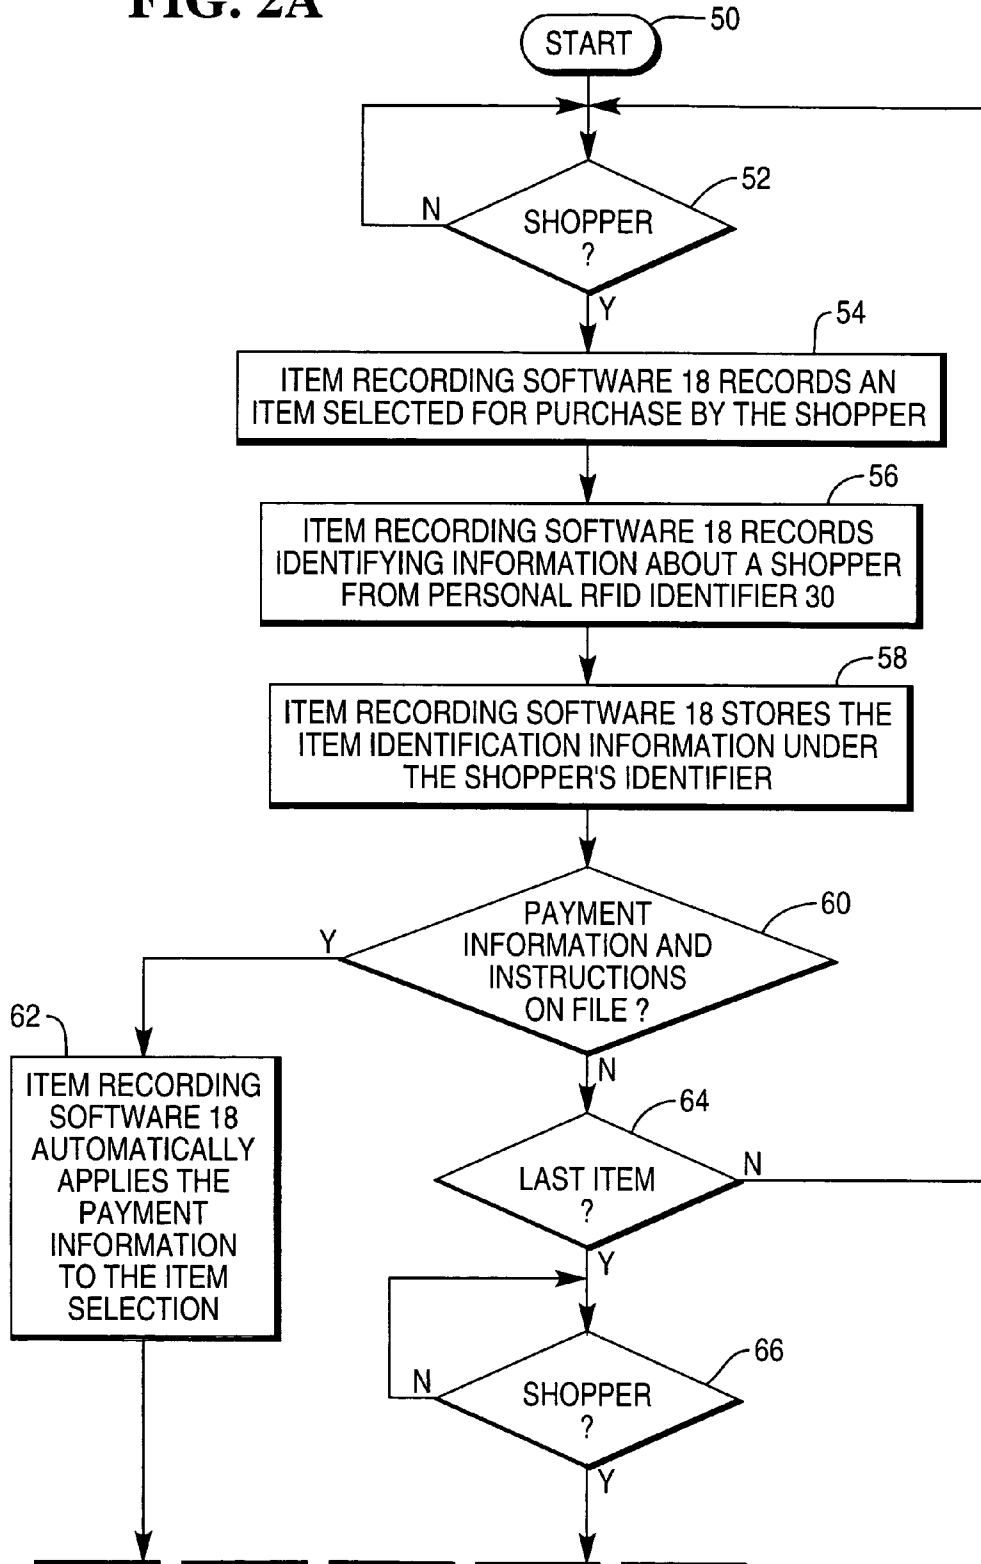 FIG. 2A
START
50
52
N
SHOPPER
?
Y
54
ITEM RECORDING SOFTWARE 18 RECORDS AN
ITEM SELECTED FOR PURCHASE BY THE SHOPPER
56
ITEM RECORDING SOFTWARE 18 RECORDS
IDENTIFYING INFORMATION ABOUT A SHOPPER
FROM PERSONAL RFID IDENTIFIER 30
58
ITEM RECORDING SOFTWARE 18 STORES THE
ITEM IDENTIFICATION INFORMATION UNDER
THE SHOPPER'S IDENTIFIER
60
Y
PAYMENT
INFORMATION AND
INSTRUCTIONS
ON FILE ?
N
62
ITEM RECORDING
SOFTWARE 18
AUTOMATICALLY
APPLIES THE
PAYMENT
INFORMATION
TO THE ITEM
SELECTION
64
LAST ITEM
?
N
Y
66
N
SHOPPER
?
Y